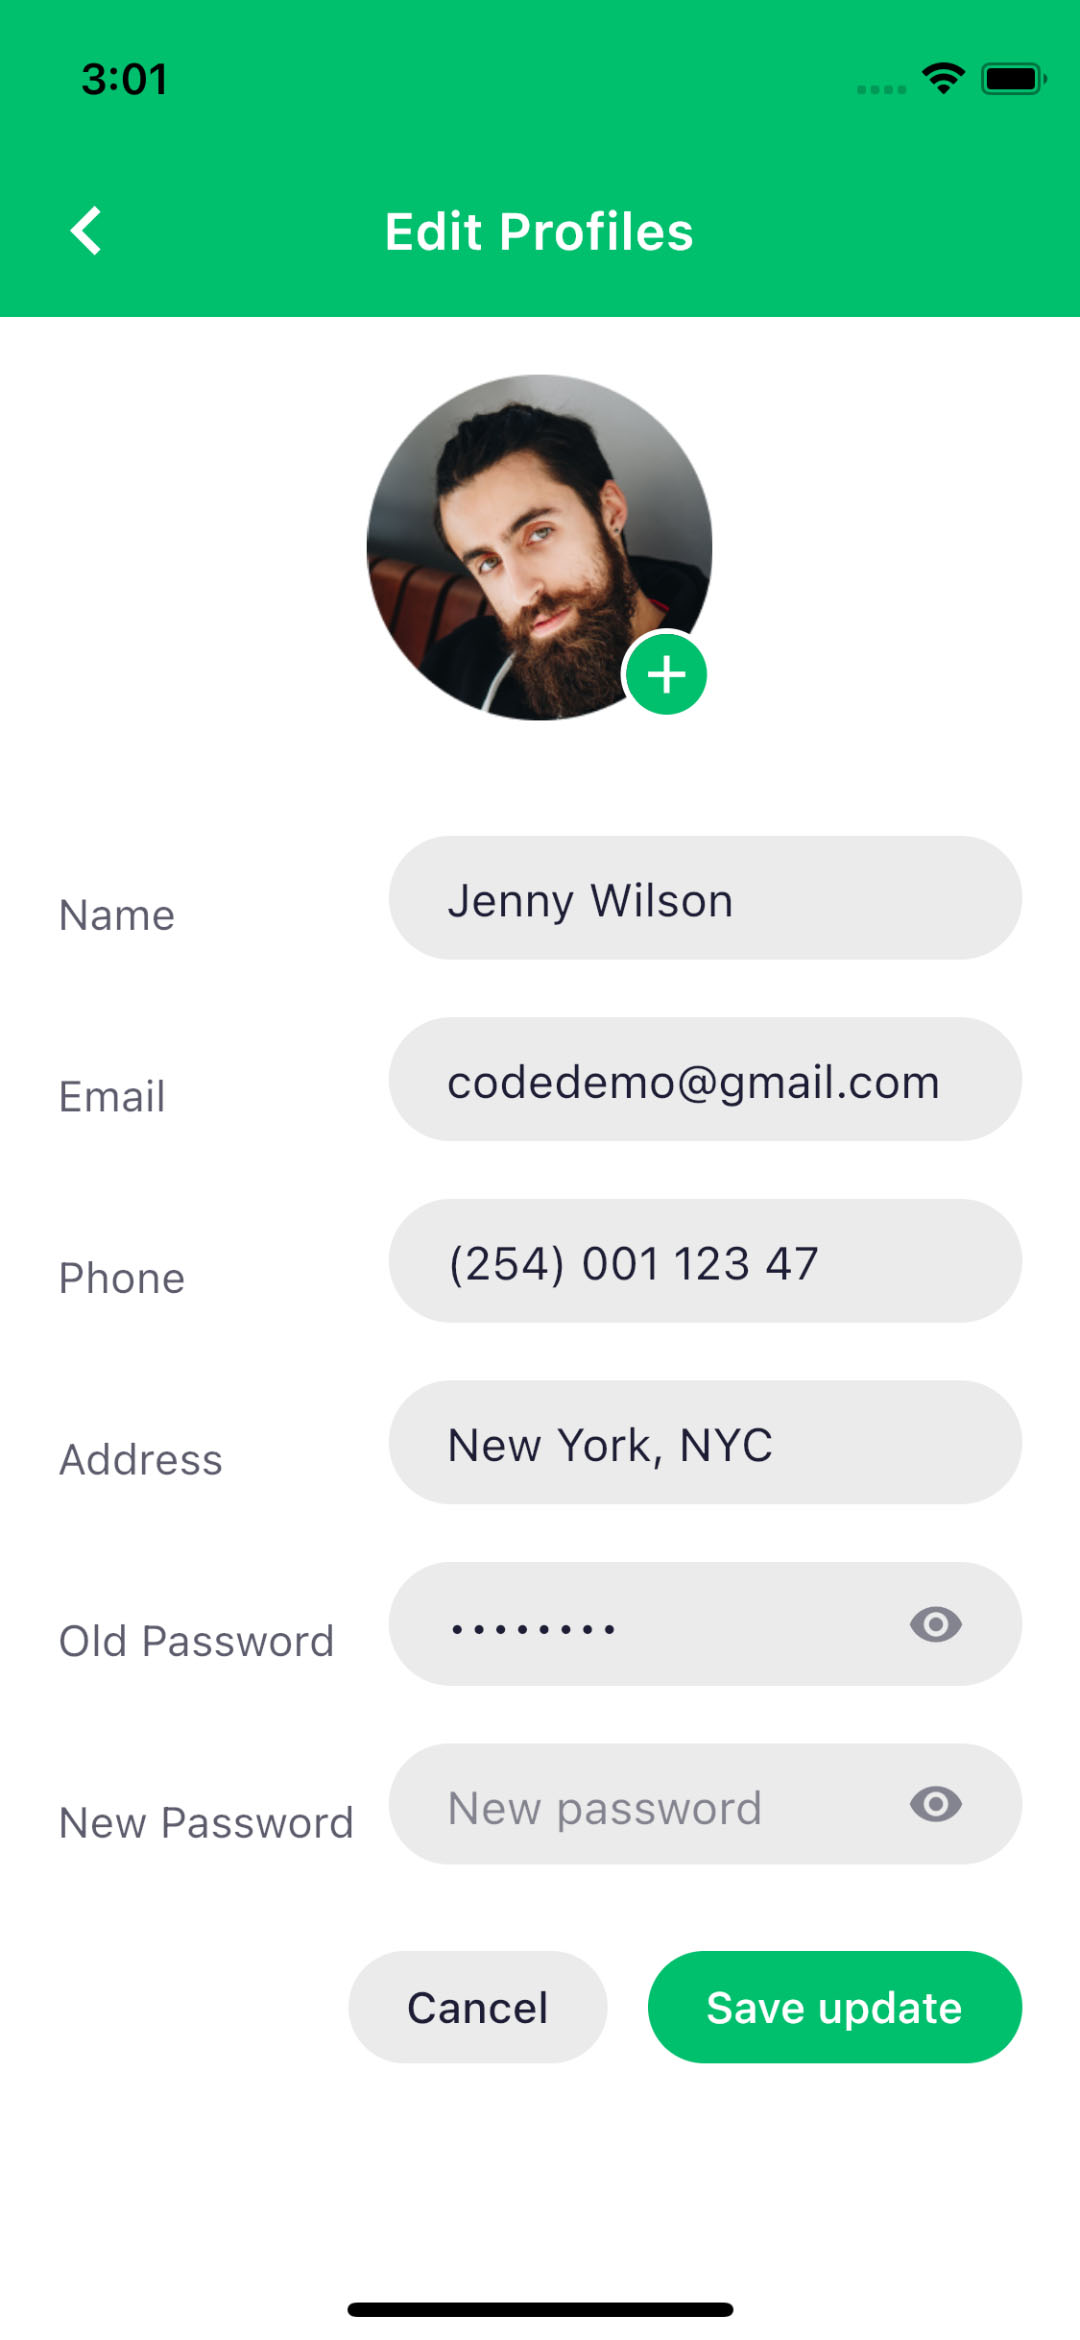 3:01
Edit Profiles
Name
Jenny Wilson
Email
codedemo@gmail.com
Phone
(254) 001 123 47
Address
New York, NYC
Old Password
••••••••
New Password
New password
Cancel
Save update